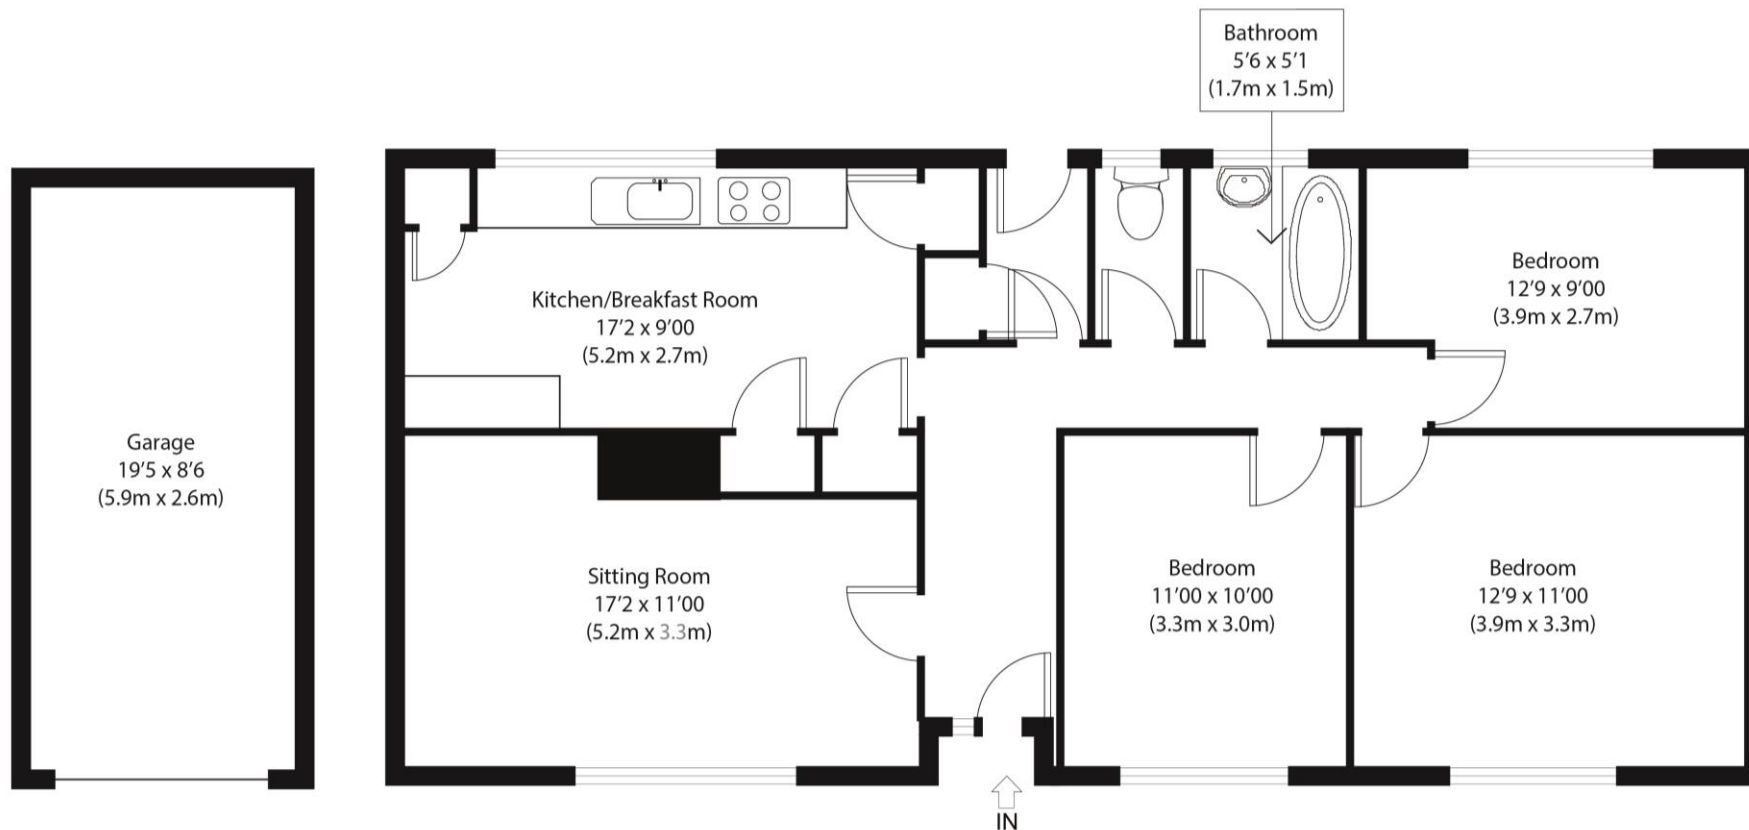 Bathroom
5'6 x 5'1
(1.7m x 1.5m)
Kitchen/Breakfast Room
17'2 x 9'00
(5.2m x 2.7m)
Bedroom
12'9 x 9'00
(3.9m x 2.7m)
Garage
19'5 x 8'6
(5.9m x 2.6m)
Sitting Room
17'2 x 11'00
(5.2m x 3.3m)
Bedroom
11'00 x 10'00
(3.3m x 3.0m)
Bedroom
12'9 x 11'00
(3.9m x 3.3m)
IN